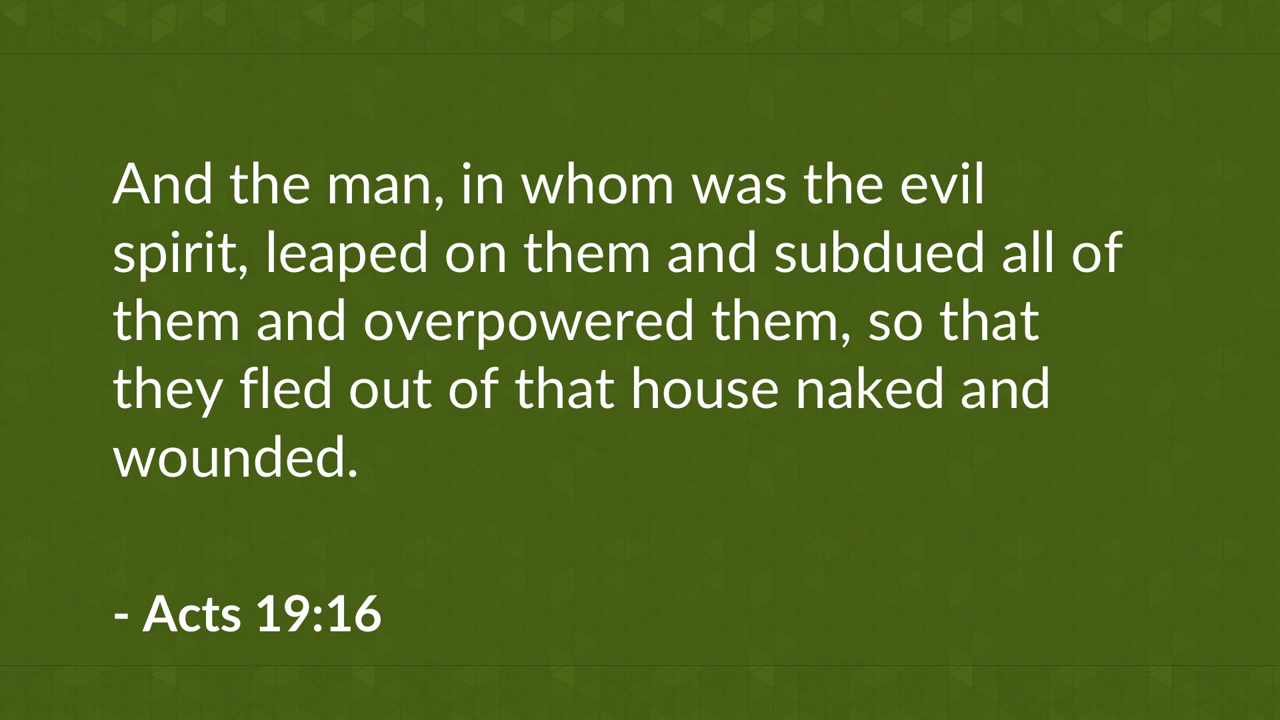 And the man, in whom was the evil
spirit, leaped on them and subdued all of
them and overpowered them, so that
they fled out of that house naked and
wounded.
- Acts 19:16